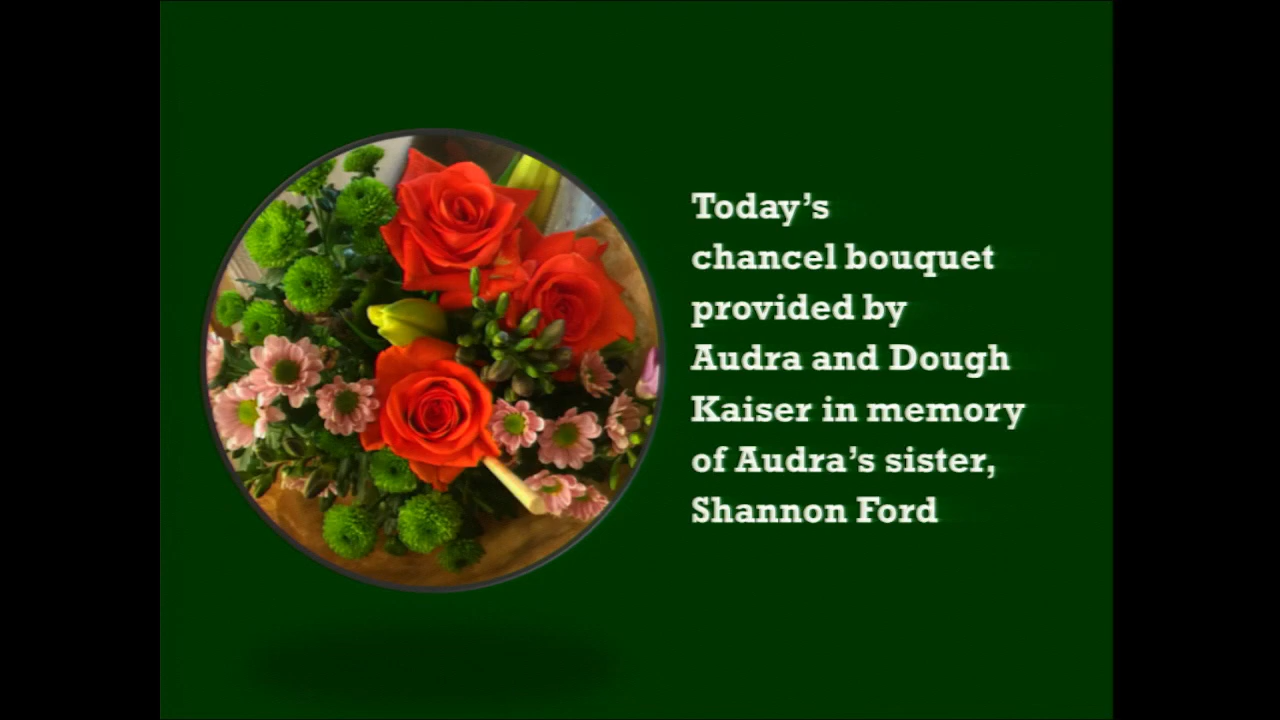 Today’s
chancel bouquet
provided by
Audra and Dough
Kaiser in memory
of Audra’s sister,
Shannon Ford